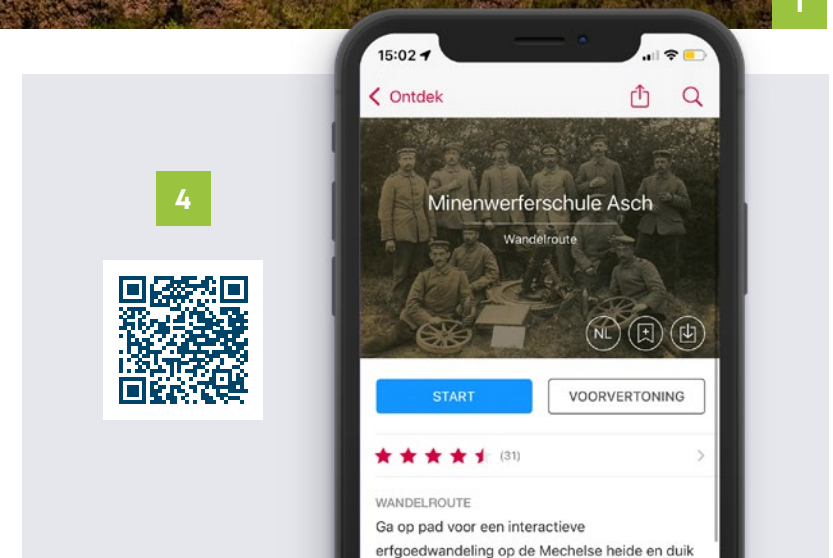 1
15:02
Ontdek
4
Minenwerferschule Asch
Wandelroute
NL
START
VOORVERTONING
(31)
WANDELROUTE
Ga op pad voor een interactieve
erfgoedwandeling op de Mechelse heide en duik